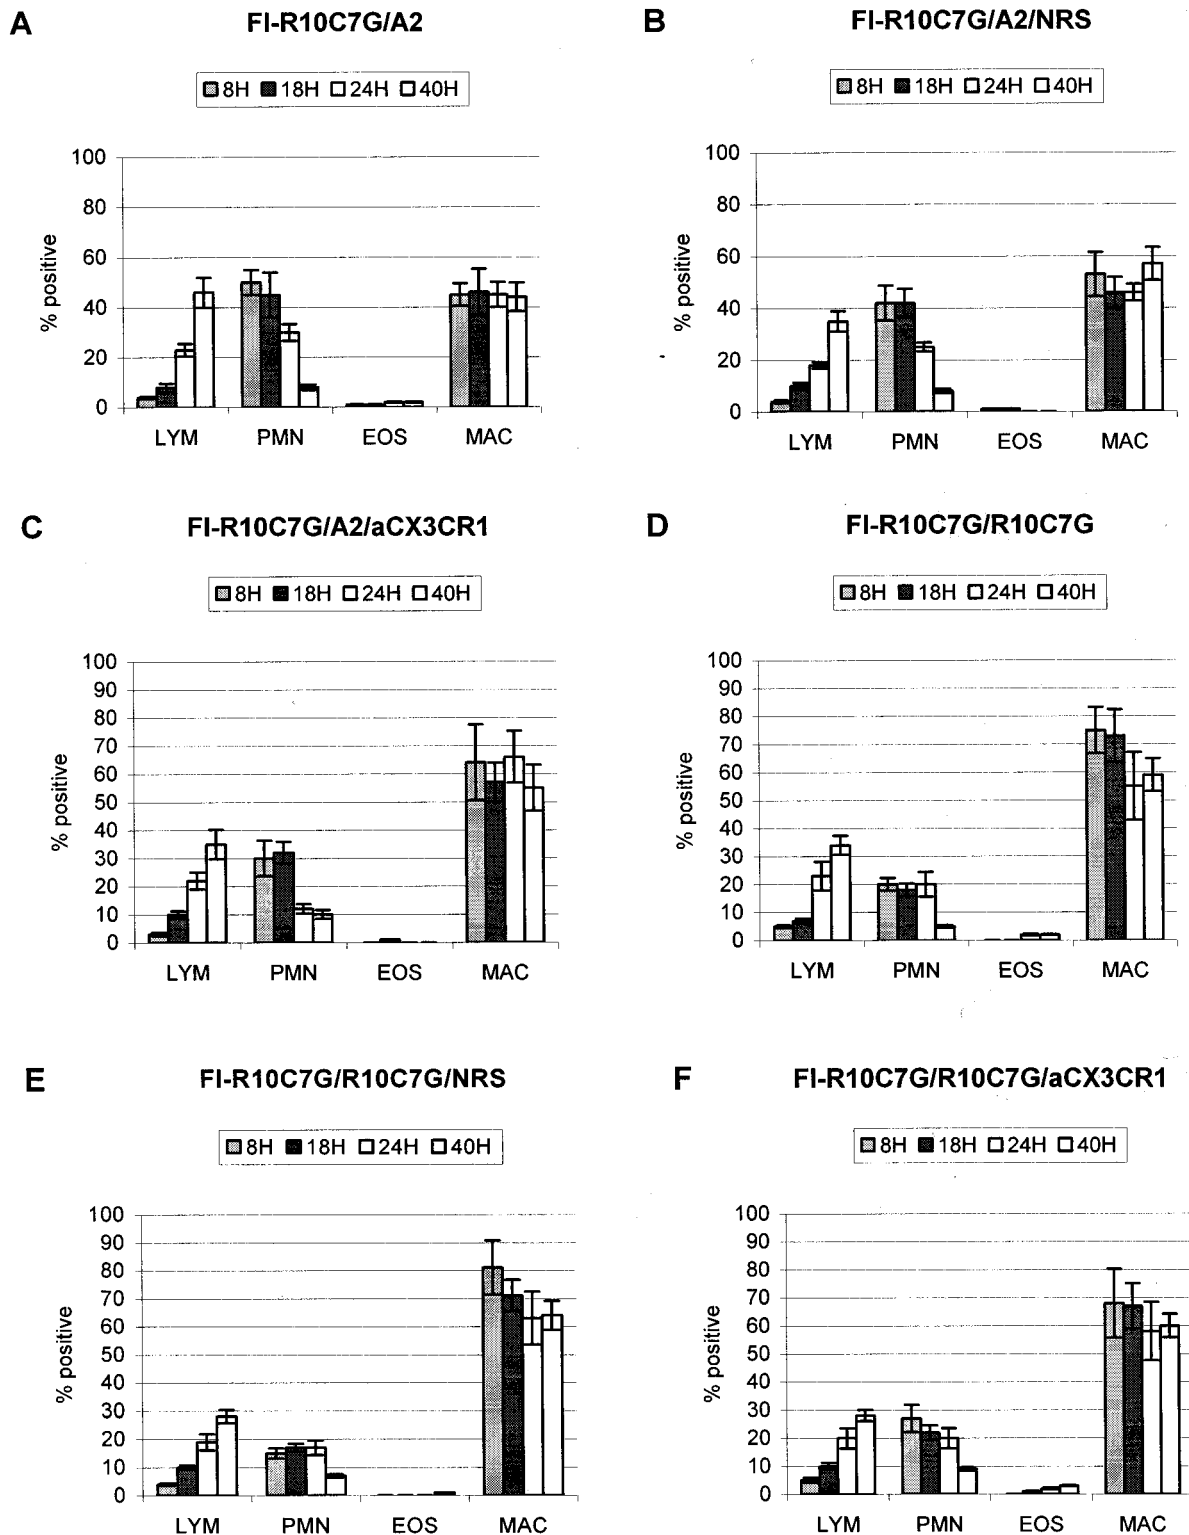 A
FI-R10C7G/A2
8H 18H 24H 40H
100
80
60
40
20
0
% positive
LYM PMN EOS MAC
B
FI-R10C7G/A2/NRS
8H 18H 24H 40H
100
80
60
40
20
0
% positive
LYM PMN EOS MAC
C
FI-R10C7G/A2/aCX3CR1
8H 18H 24H 40H
100
90
80
70
60
50
40
30
20
10
0
% positive
LYM PMN EOS MAC
D
FI-R10C7G/R10C7G
8H 18H 24H 40H
100
90
80
70
60
50
40
30
20
10
0
% positive
LYM PMN EOS MAC
E
FI-R10C7G/R10C7G/NRS
8H 18H 24H 40H
100
90
80
70
60
50
40
30
20
10
0
% positive
LYM PMN EOS MAC
F
FI-R10C7G/R10C7G/aCX3CR1
8H 18H 24H 40H
100
90
80
70
60
50
40
30
20
10
0
% positive
LYM PMN EOS MAC